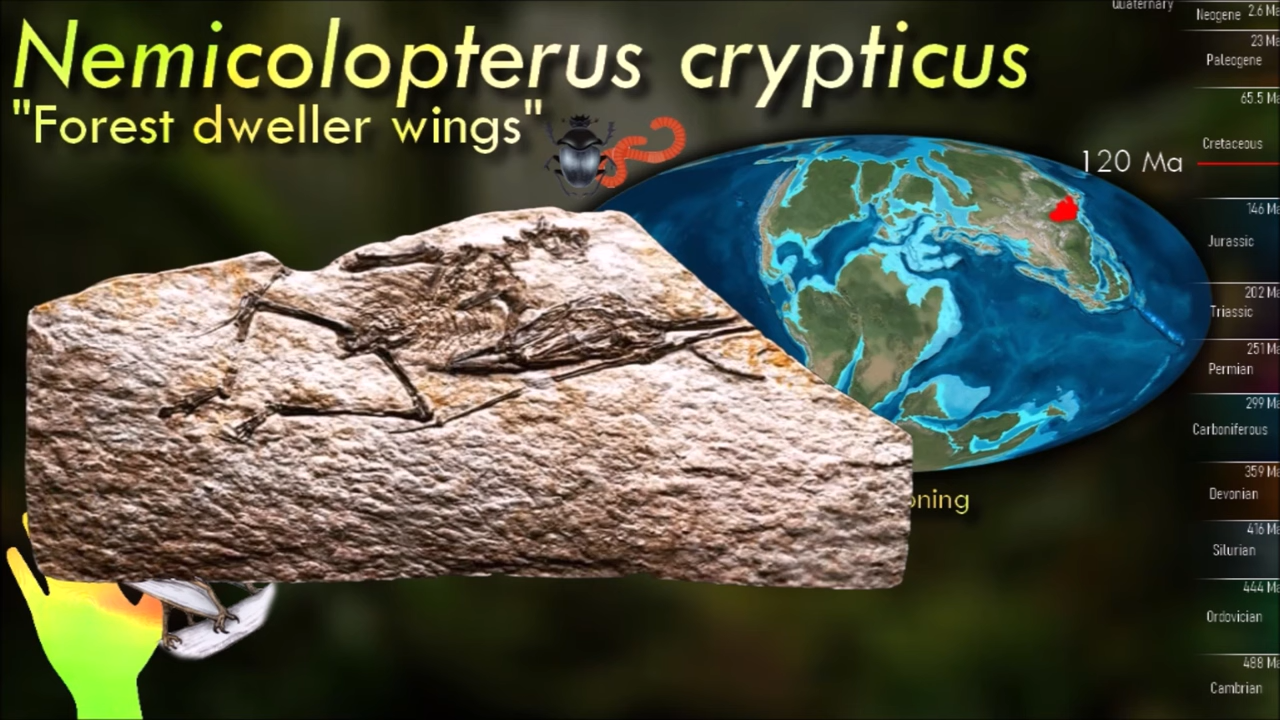 Nemicolopterus crypticus
"Forest dweller wings"
120 Ma
oning
Quaternary
2.6 Ma
Neogene
23 Ma
Paleogene
65.5 Ma
Cretaceous
146 Ma
Jurassic
202 Ma
Triassic
251 Ma
Permian
299 Ma
Carboniferous
359 Ma
Devonian
416 Ma
Silurian
444 Ma
Ordovician
488 Ma
Cambrian